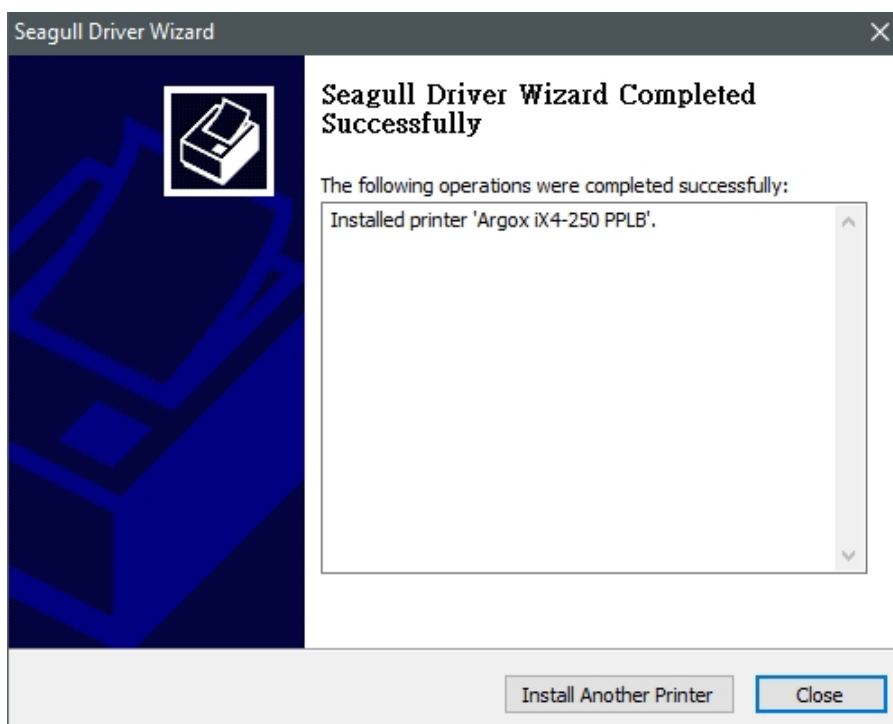 Seagull Driver Wizard
Seagull Driver Wizard Completed
Successfully
The following operations were completed successfully:
Installed printer 'Argox iX4-250 PPLB'.
Install Another Printer
Close